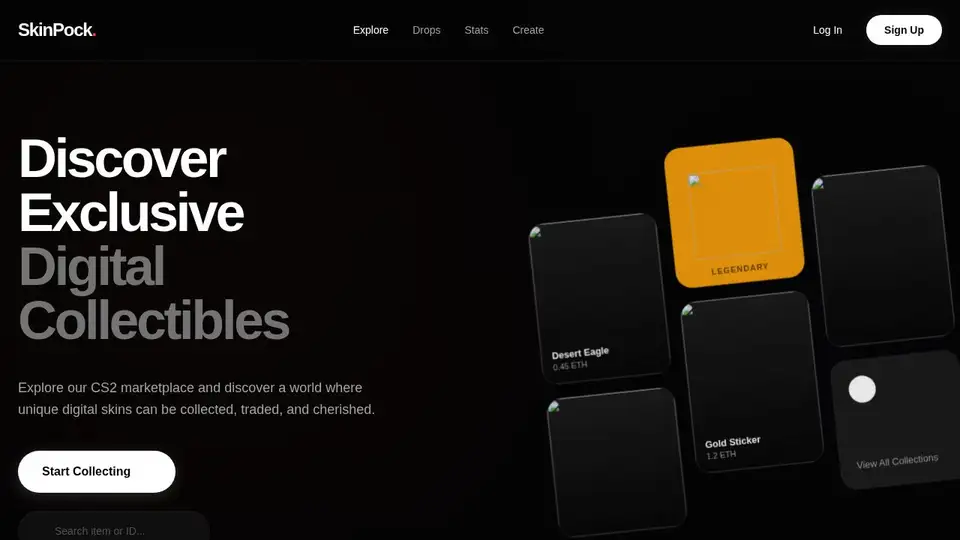 SkinPock.
Explore
Drops
Stats
Create
Log In
Sign Up
Discover
Exclusive
Digital
Collectibles
Explore our CS2 marketplace and discover a world where
unique digital skins can be collected, traded, and cherished.
Start Collecting
Search item or ID...
LEGENDARY
Desert Eagle
0.45 ETH
Gold Sticker
1.2 ETH
View All Collections